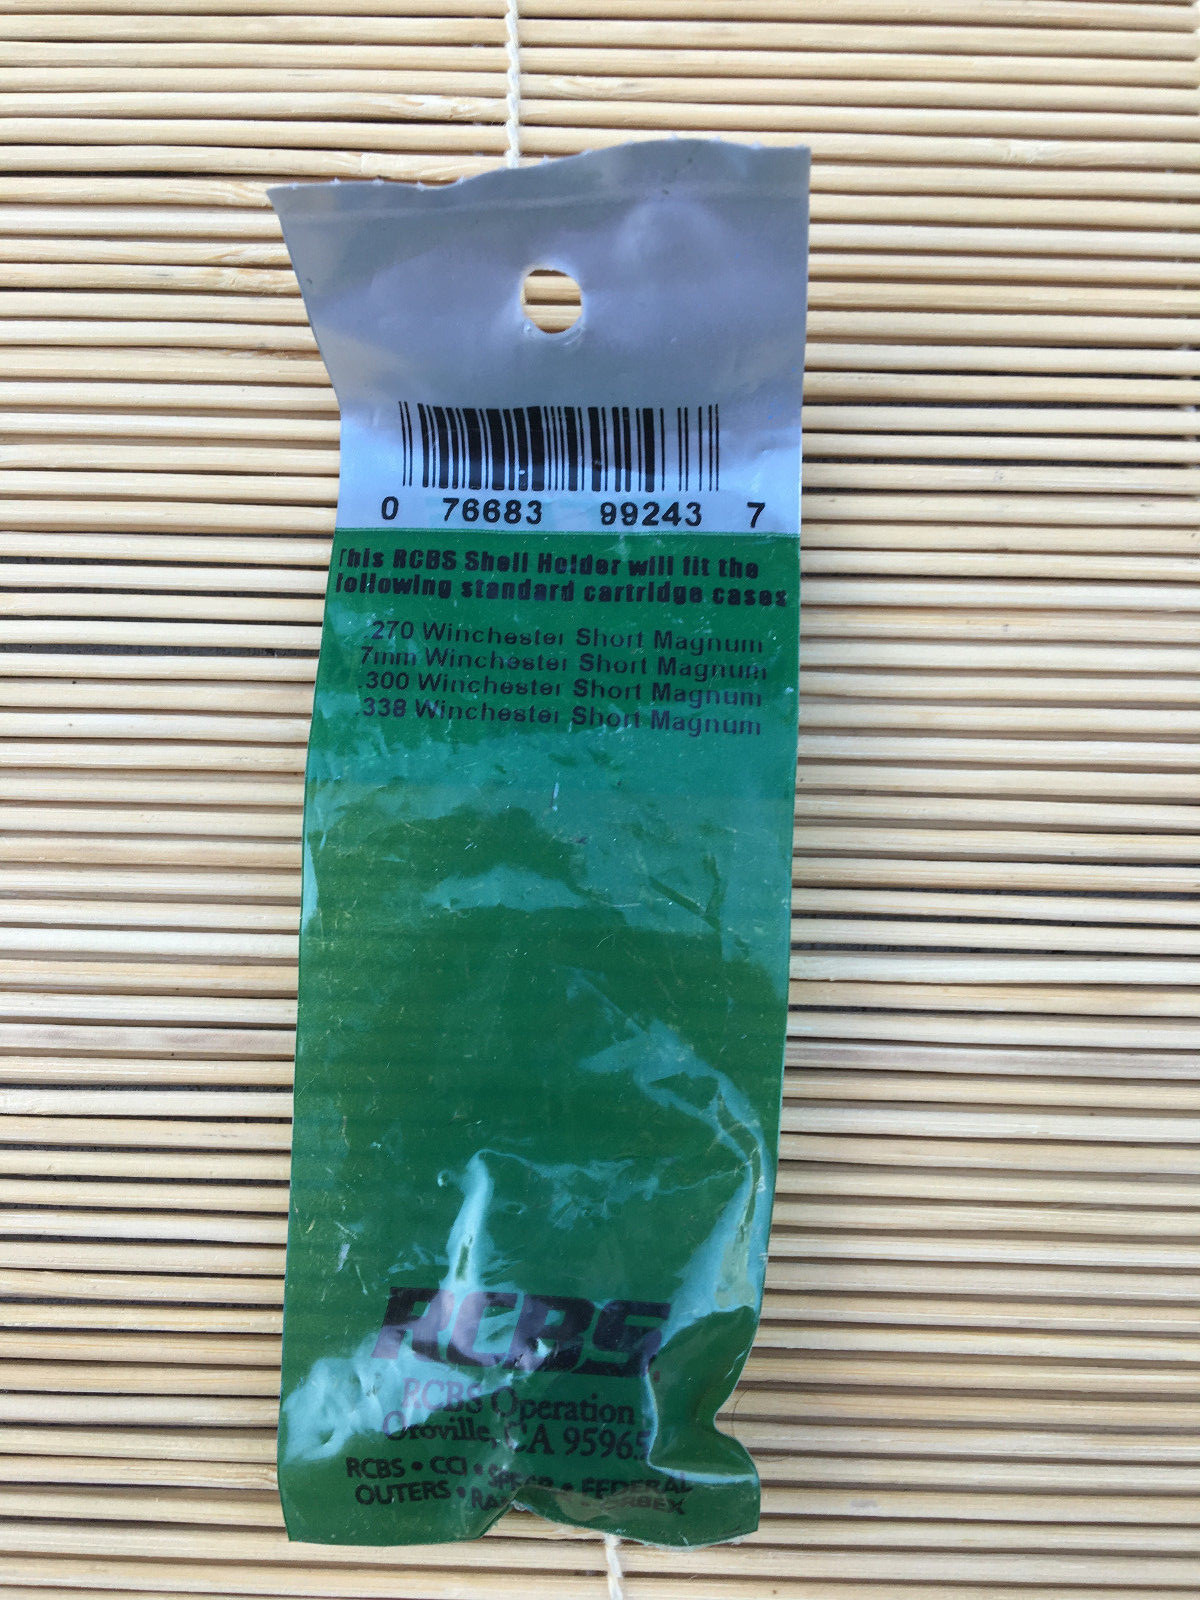 0 76683 99243 7
This RCBS Shell Holder will fit the
following standard cartridge cases
.270 Winchester Short Magnum
7mm Winchester Short Magnum
.300 Winchester Short Magnum
.338 Winchester Short Magnum
RCBS.
RCBS Operation
Oroville, CA 95965
RCBS • CCI • SPEER • FEDERAL
OUTERS •